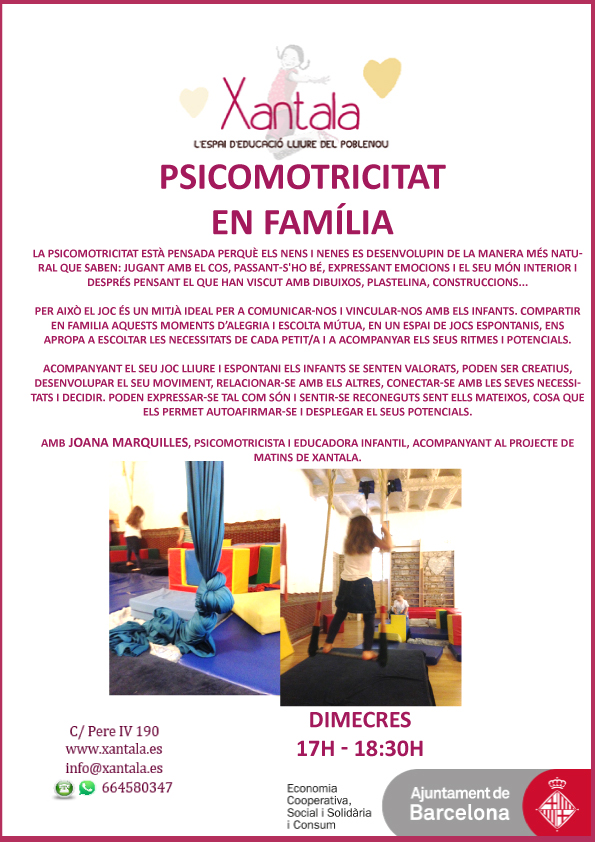 Xantala
L'ESPAI D'EDUCACIÓ LLIURE DEL POBLENOU
PSICOMOTRICITAT
EN FAMÍLIA
LA PSICOMOTRICITAT ESTÀ PENSADA PERQUÈ ELS NENS I NENES ES DESENVOLUPIN DE LA MANERA MÉS NATU-
RAL QUE SABEN: JUGANT AMB EL COS, PASSANT-S'HO BÉ, EXPRESSANT EMOCIONS I EL SEU MÓN INTERIOR I
DESPRÉS PENSANT EL QUE HAN VISCUT AMB DIBUIXOS, PLASTELINA, CONSTRUCCIONS...
PER AIXÒ EL JOC ÉS UN MITJÀ IDEAL PER A COMUNICAR-NOS I VINCULAR-NOS AMB ELS INFANTS. COMPARTIR
EN FAMILIA AQUESTS MOMENTS D'ALEGRIA I ESCOLTA MÚTUA, EN UN ESPAI DE JOCS ESPONTANIS, ENS
APROPA A ESCOLTAR LES NECESSITATS DE CADA PETIT/A I A ACOMPANYAR ELS SEUS RITMES I POTENCIALS.
ACOMPANYANT EL SEU JOC LLIURE I ESPONTANI ELS INFANTS SE SENTEN VALORATS, PODEN SER CREATIUS,
DESENVOLUPAR EL SEU MOVIMENT, RELACIONAR-SE AMB ELS ALTRES, CONECTAR-SE AMB LES SEVES NECESSI-
TATS I DECIDIR. PODEN EXPRESSAR-SE TAL COM SÓN I SENTIR-SE RECONEGUTS SENT ELLS MATEIXOS, COSA QUE
ELS PERMET AUTOAFIRMAR-SE I DESPLEGAR EL SEUS POTENCIALS.
AMB JOANA MARQUILLES, PSICOMOTRICISTA I EDUCADORA INFANTIL, ACOMPANYANT AL PROJECTE DE
MATINS DE XANTALA.
DIMECRES
17H - 18:30H
C/ Pere IV 190
www.xantala.es
info@xantala.es
664580347
Economia
Cooperativa,
Social i Solidària
i Consum
Ajuntament de
Barcelona